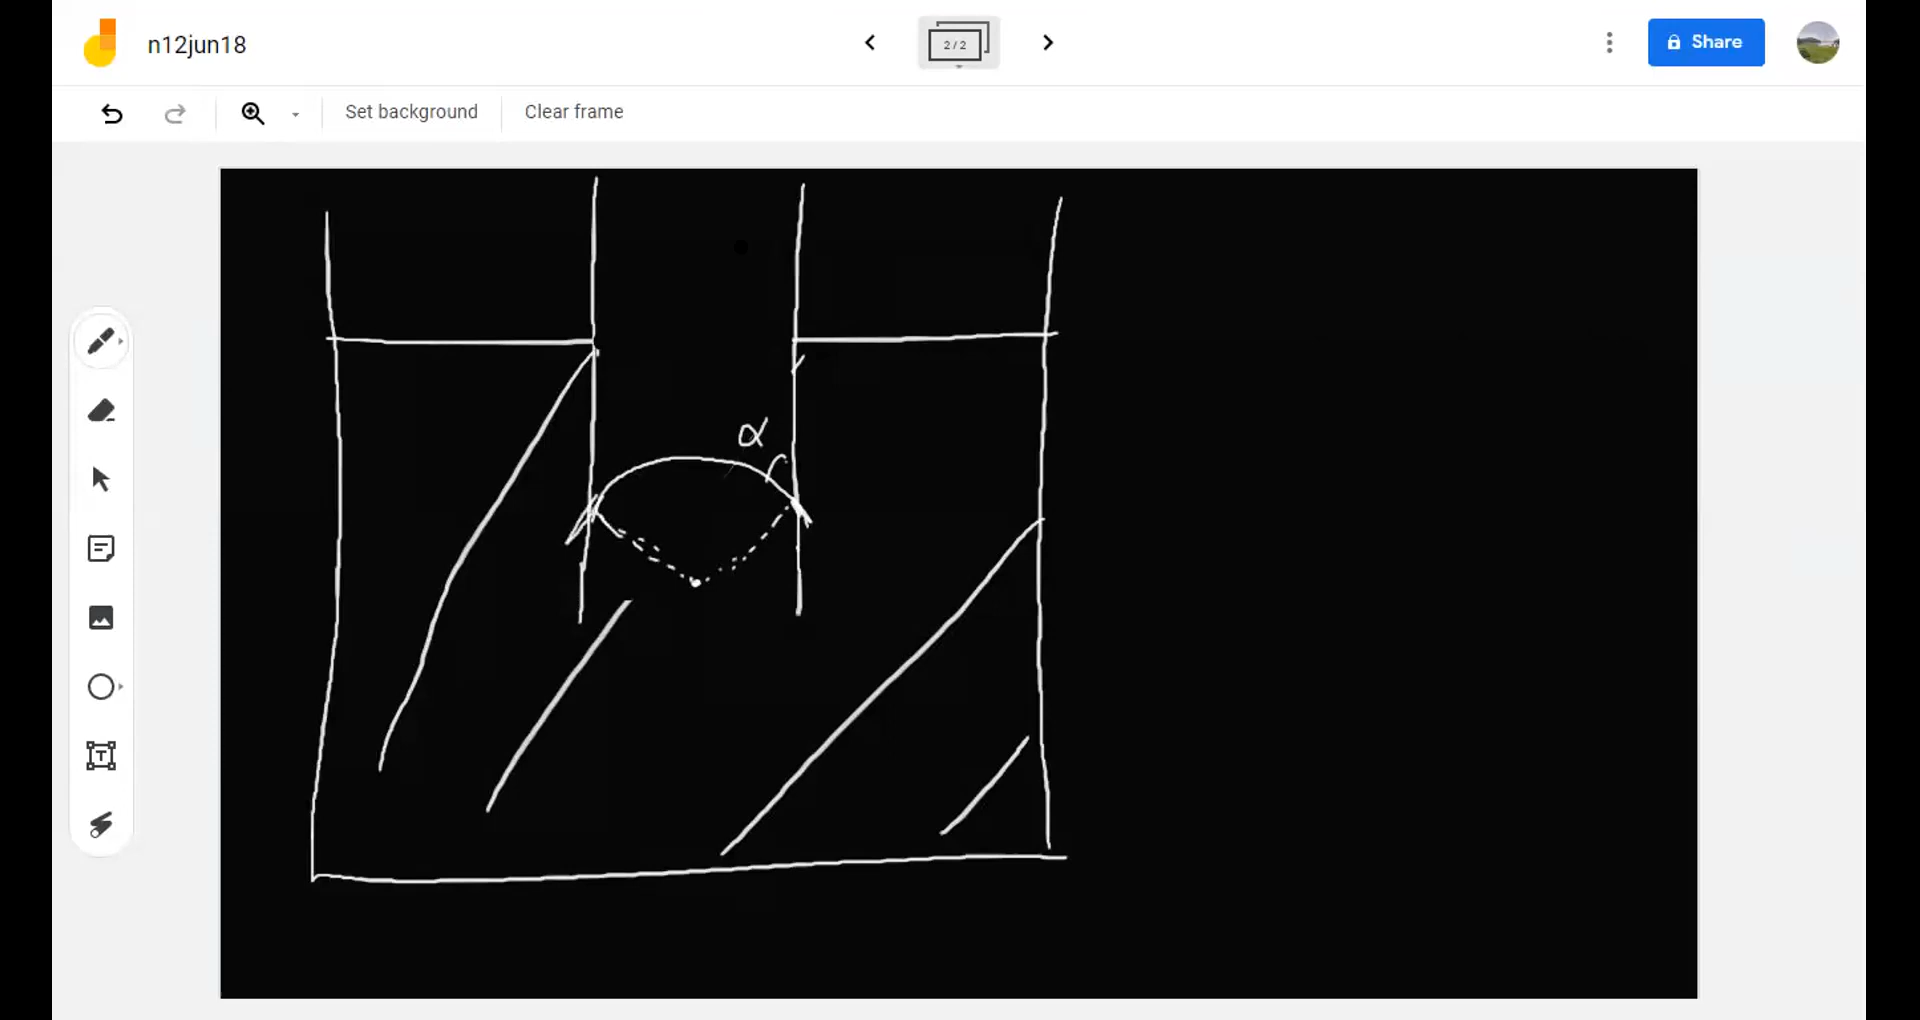 n12jun18
2/2
Share
Set background
Clear frame
α
T